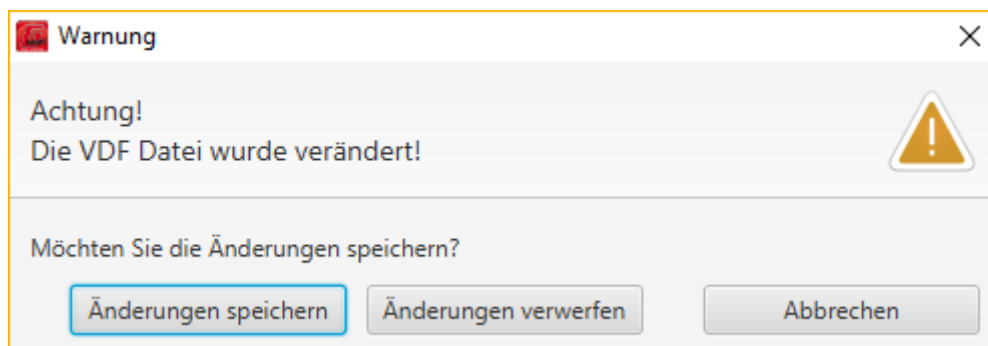 Warnung
Achtung!
Die VDF Datei wurde verändert!
Möchten Sie die Änderungen speichern?
Änderungen speichern Änderungen verwerfen Abbrechen